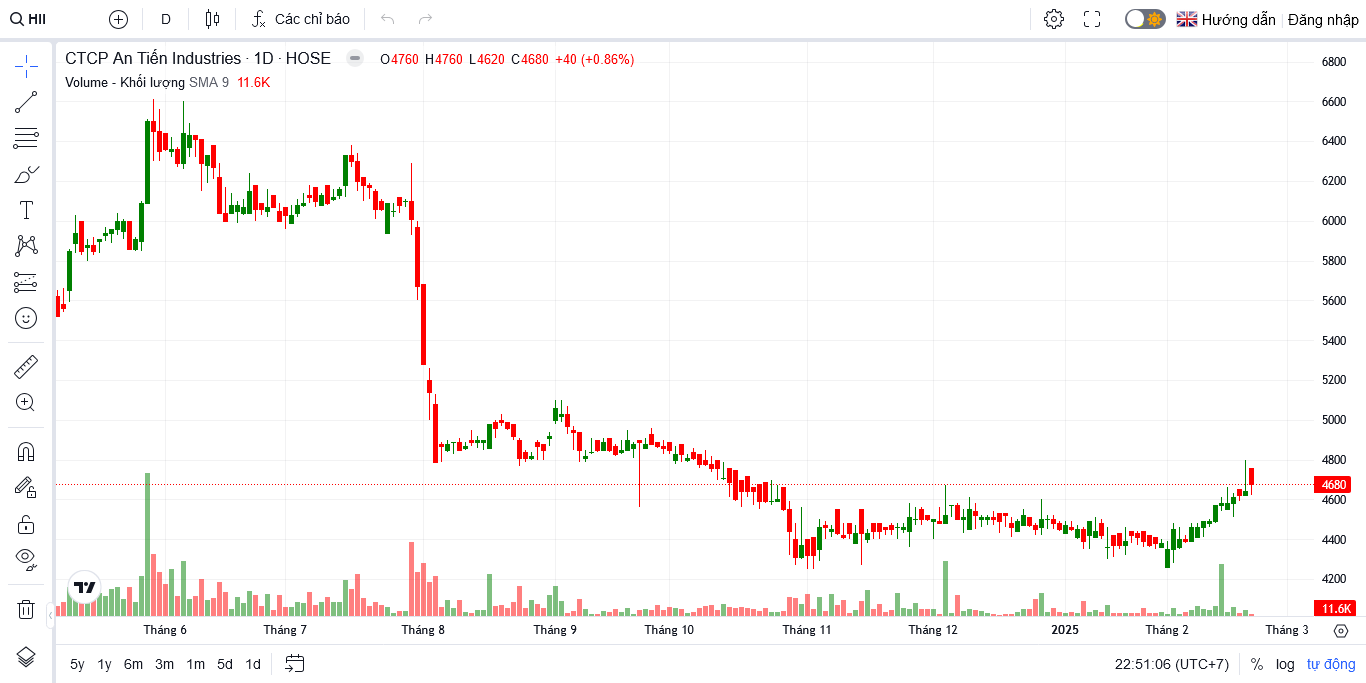 HII D Các chỉ báo Hướng dẫn Đăng nhập
CTCP An Tiến Industries · 1D · HOSE O4760 H4760 L4620 C4680 +40 (+0.86%)
Volume - Khối lượng SMA 9 11.6K
6800
6600
6400
6200
6000
5800
5600
5400
5200
5000
4800
4680
4600
4400
4200
11.6K
Tháng 6 Tháng 7 Tháng 8 Tháng 9 Tháng 10 Tháng 11 Tháng 12 2025 Tháng 2 Tháng 3
5y 1y 6m 3m 1m 5d 1d 22:51:06 (UTC+7) % log tự động